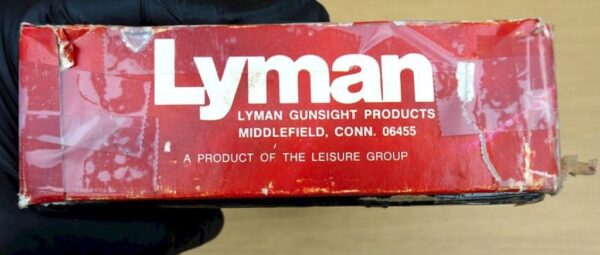 Lyman
LYMAN GUNSIGHT PRODUCTS
MIDDLEFIELD, CONN. 06455
A PRODUCT OF THE LEISURE GROUP